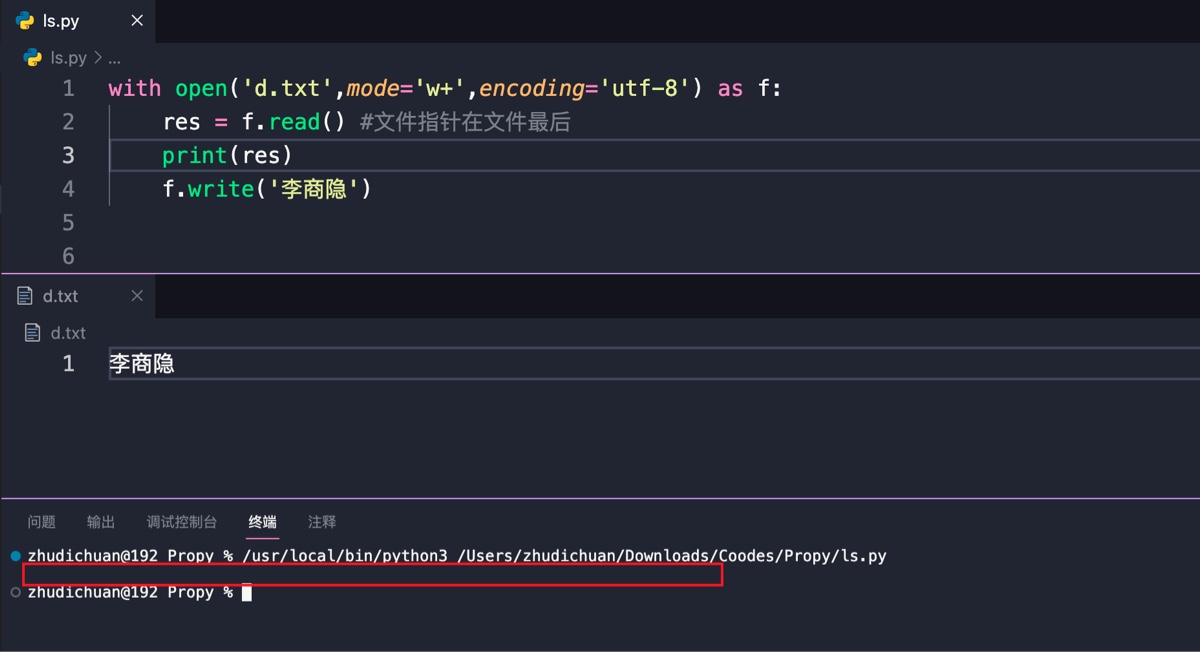 ls.py
ls.py > ...
1 with open('d.txt',mode='w+',encoding='utf-8') as f:
2 res = f.read() #文件指针在文件最后
3 print(res)
4 f.write('李商隐')
5
6
d.txt
d.txt
1 李商隐
问题 输出 调试控制台 终端 注释
zhudichuan@192 Propy % /usr/local/bin/python3 /Users/zhudichuan/Downloads/Coodes/Propy/ls.py
zhudichuan@192 Propy %